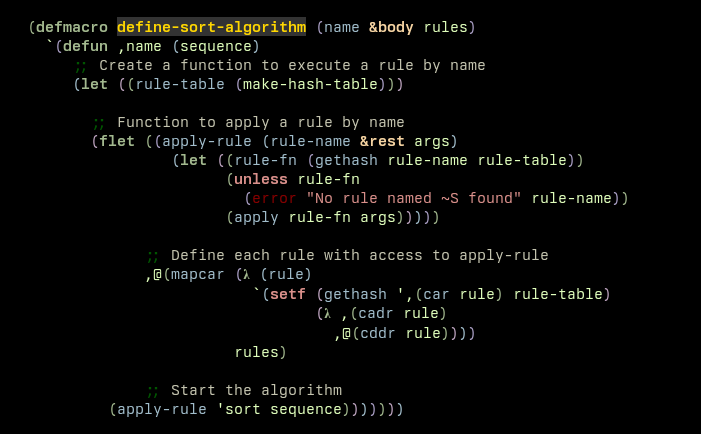 (defmacro define-sort-algorithm (name &body rules)
`(defun ,name (sequence)
;; Create a function to execute a rule by name
(let ((rule-table (make-hash-table)))
;; Function to apply a rule by name
(flet ((apply-rule (rule-name &rest args)
(let ((rule-fn (gethash rule-name rule-table))
(unless rule-fn
(error "No rule named ~S found" rule-name))
(apply rule-fn args)))))
;; Define each rule with access to apply-rule
,@(mapcar (λ (rule)
`(setf (gethash ',(car rule) rule-table)
(λ ,(cadr rule)
,@(cddr rule))))
rules)
;; Start the algorithm
(apply-rule 'sort sequence)))))))